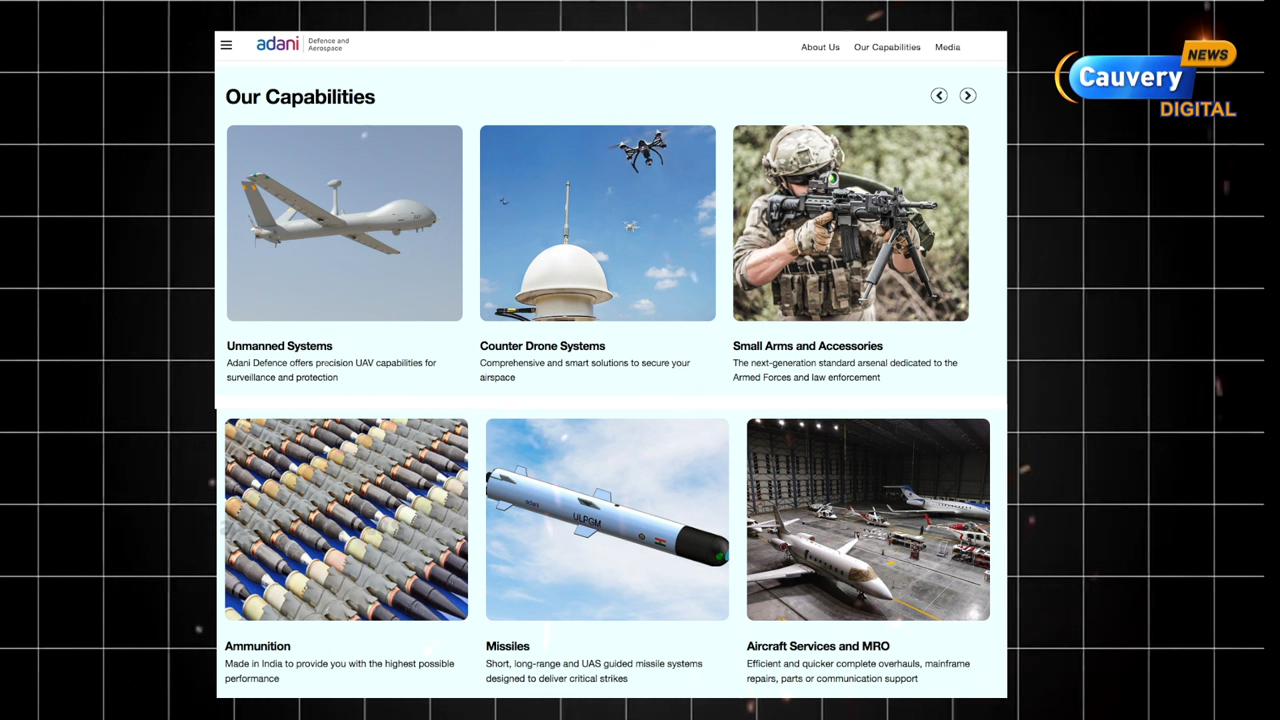 adani
Defence and
Aerospace
About Us
Our Capabilities
Media
NEWS
Cauvery
DIGITAL
Our Capabilities
Unmanned Systems
Adani Defence offers precision UAV capabilities for
surveillance and protection
Counter Drone Systems
Comprehensive and smart solutions to secure your
airspace
Small Arms and Accessories
The next-generation standard arsenal dedicated to the
Armed Forces and law enforcement
adani
ULPGM
Ammunition
Made in India to provide you with the highest possible
performance
Missiles
Short, long-range and UAS guided missile systems
designed to deliver critical strikes
Aircraft Services and MRO
Efficient and quicker complete overhauls, mainframe
repairs, parts or communication support